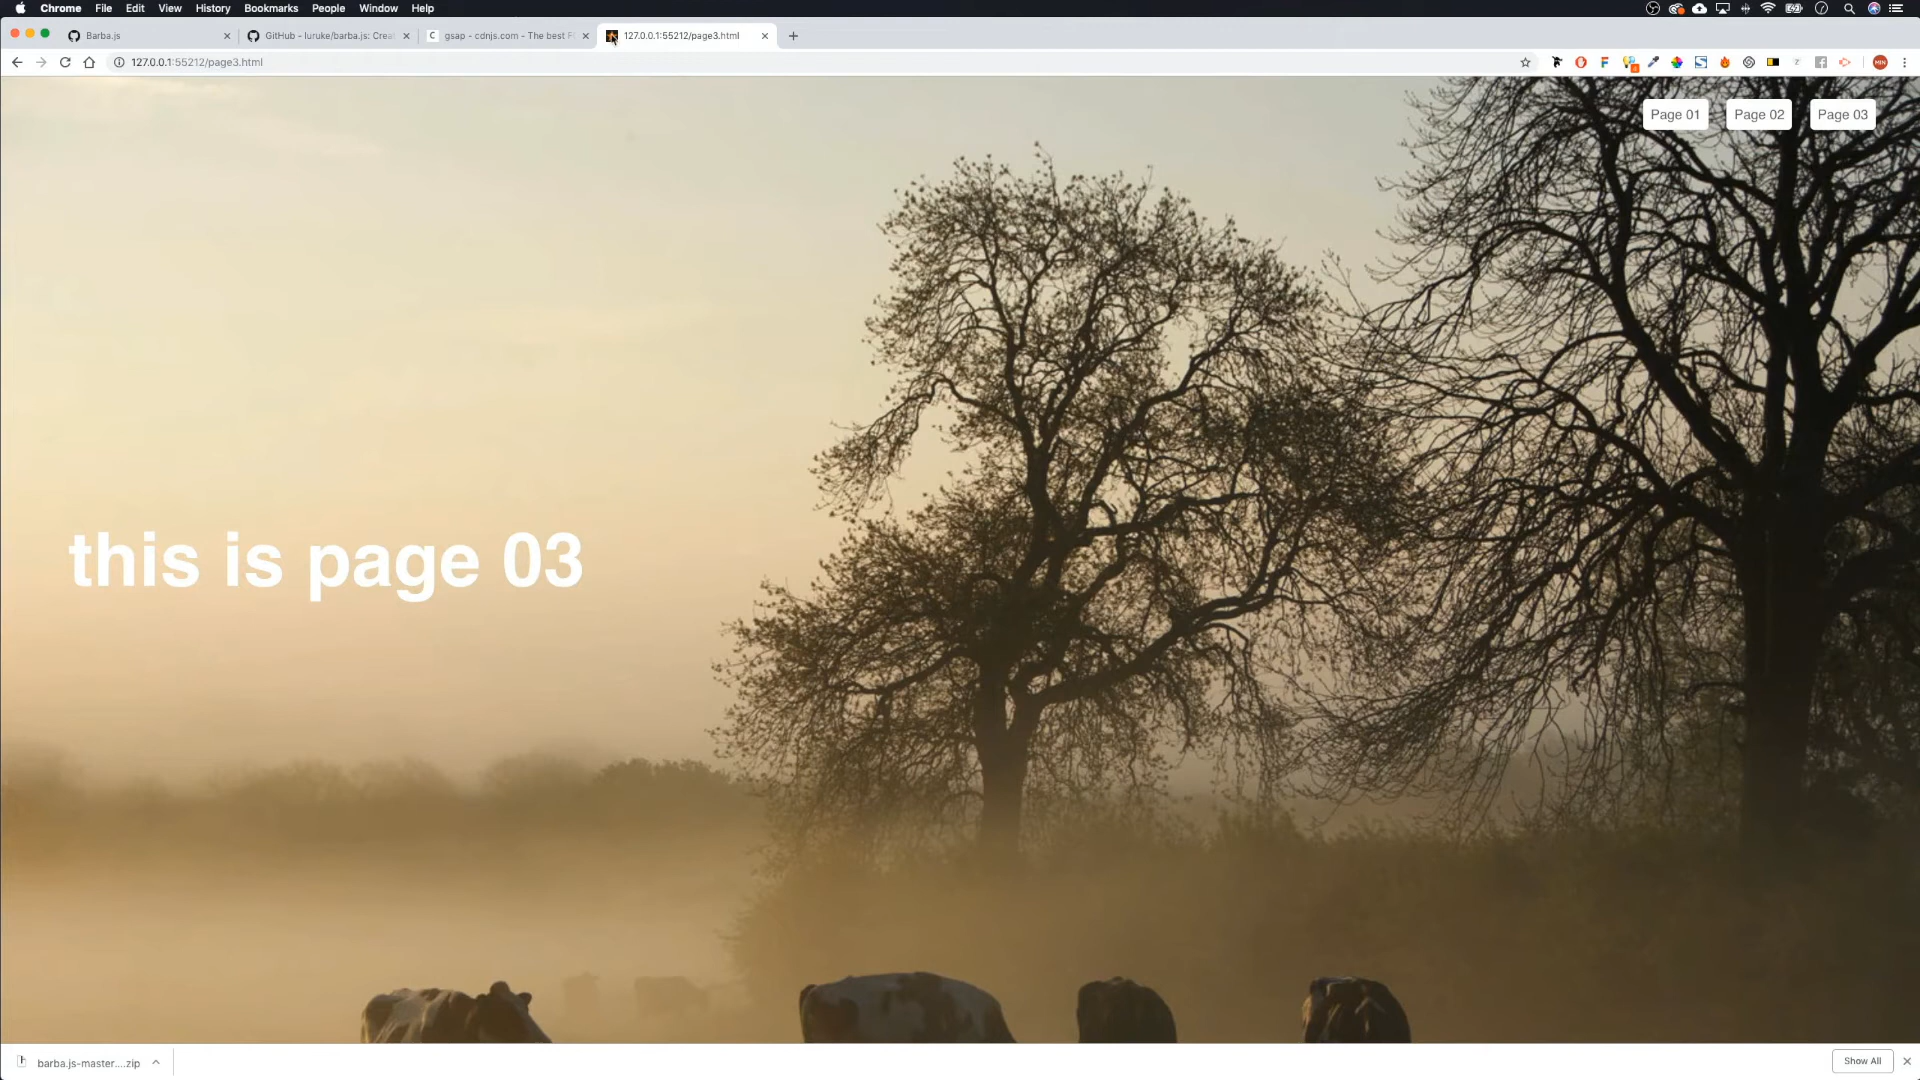 Chrome File Edit View History Bookmarks People Window Help
Barba.js
GitHub - luruke/barba.js: Crea
gsap - cdnjs.com - The best F
127.0.0.1:55212/page3.html
127.0.0.1:55212/page3.html
Page 01 Page 02 Page 03
this is page 03
barba.js-master....zip
Show All